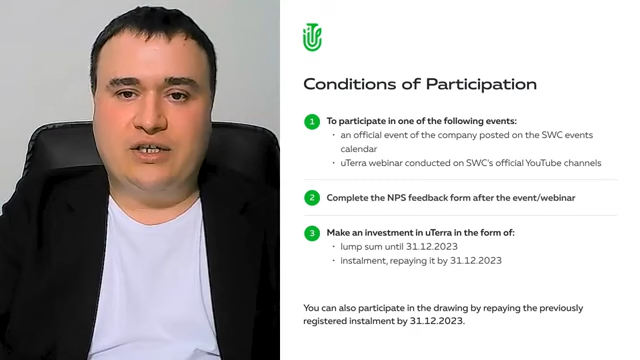 Conditions of Participation
1 To participate in one of the following events:
· an official event of the company posted on the SWC events
calendar
· uTerra webinar conducted on SWC's official YouTube channels
2 Complete the NPS feedback form after the event/webinar
3 Make an investment in uTerra in the form of:
· lump sum until 31.12.2023
· instalment, repaying it by 31.12.2023
You can also participate in the drawing by repaying the previously
registered instalment by 31.12.2023.